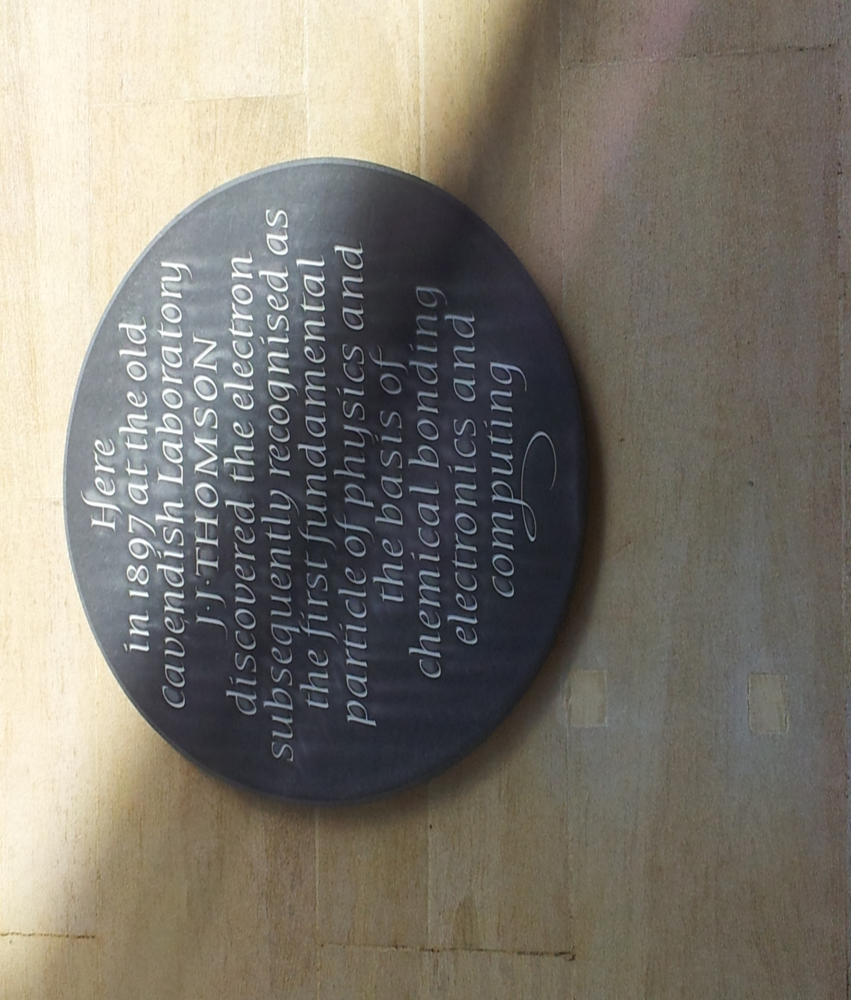 Here
in 1897 at the old
Cavendish Laboratory
J·J·THOMSON
discovered the electron
subsequently recognised as
the first fundamental
particle of physics and
the basis of
chemical bonding
electronics and
computing